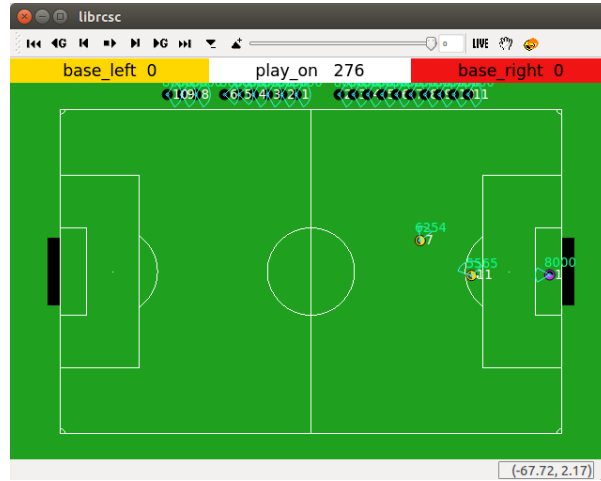 librcsc
G G LIVE
base_left 0 play_on 276 base_right 0
10 9 8 6 5 4 3 2 1 11
6254
7
5565 8000
11 1
(-67.72, 2.17)